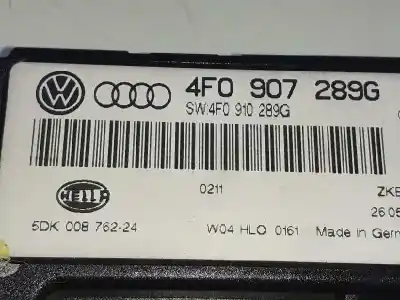 4F0 907 289G
SW:4F0 910 289G
0211
HELLA
5DK 008 762-24
W04 HLO 0161
Made in Germ
ZKE
26 05